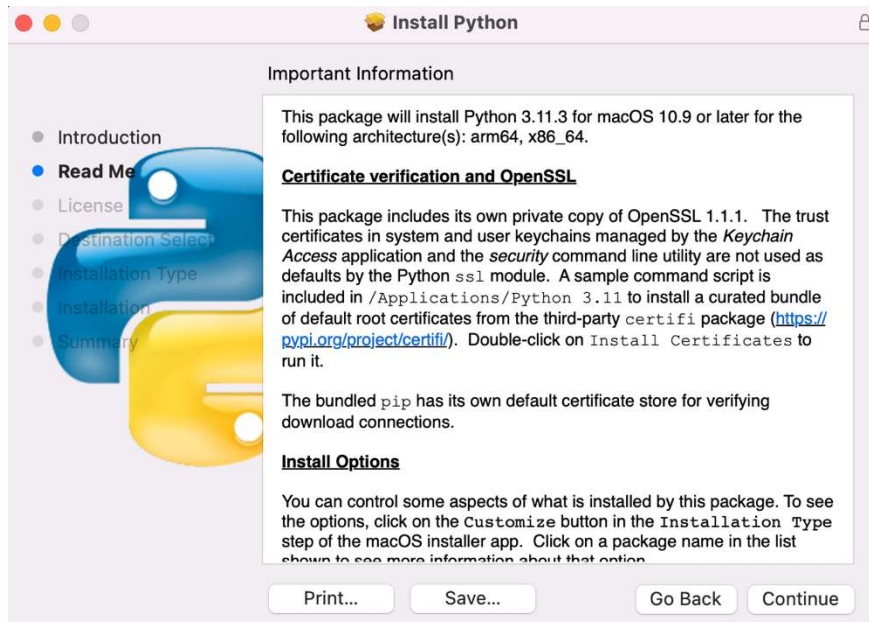 Install Python
Introduction
Read Me
License
Destination Select
Installation Type
Installation
Summary
Important Information
This package will install Python 3.11.3 for macOS 10.9 or later for the
following architecture(s): arm64, x86_64.
Certificate verification and OpenSSL
This package includes its own private copy of OpenSSL 1.1.1.   The trust
certificates in system and user keychains managed by the Keychain
Access application and the security command line utility are not used as
defaults by the Python ssl module.  A sample command script is
included in /Applications/Python 3.11 to install a curated bundle
of default root certificates from the third-party certifi package (https://
pypi.org/project/certifi/).  Double-click on Install Certificates to
run it.
The bundled pip has its own default certificate store for verifying
download connections.
Install Options
You can control some aspects of what is installed by this package. To see
the options, click on the Customize button in the Installation Type
step of the macOS installer app.  Click on a package name in the list
shown to see more information about that option
Print...
Save...
Go Back
Continue